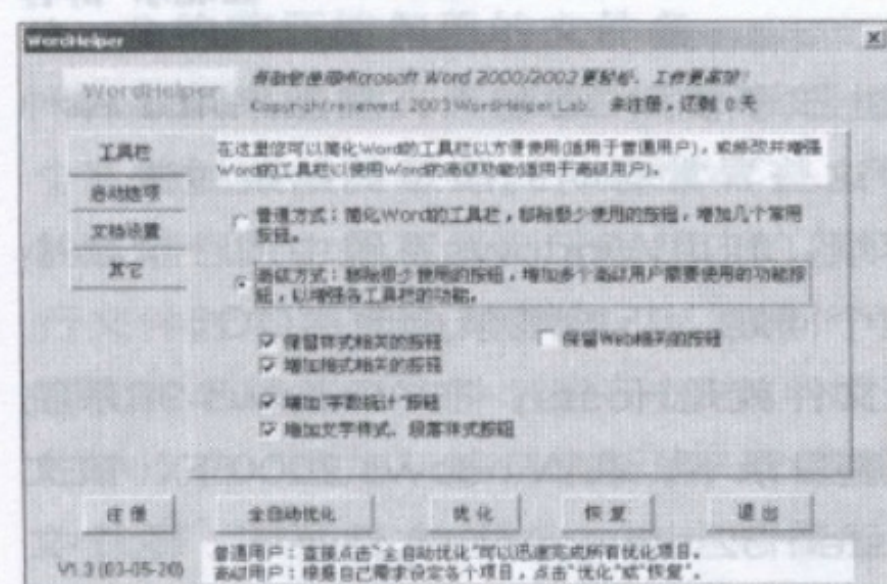 WordHelper
WordHelper
有助您使用Microsoft Word 2000/2002更轻松、工作更高效!
Copyright reserved 2003 WordHelper Lab. 未注册，还剩 0天
工具栏
启动选项
文档设置
其它
在这里您可以简化Word的工具栏以方便使用(适用于普通用户)，或修改并增强
Word的工具栏以使用Word的高级功能(适用于高级用户)。
普通方式：简化Word的工具栏，移除很少使用的按钮，增加几个常用
按钮。
高级方式：移除很少使用的按钮，增加多个高级用户需要使用的功能按
钮，以增强各工具栏的功能。
保留样式相关的按钮
保留Web相关的按钮
增加格式相关的按钮
增加"字数统计"按钮
增加文字样式、段落样式按钮
注册
全自动优化
优化
恢复
退出
V1.3 (03-05-20)
普通用户：直接点击"全自动优化"可以迅速完成所有优化项目。
高级用户：根据自己需求设定各个项目，点击"优化"或"恢复"。